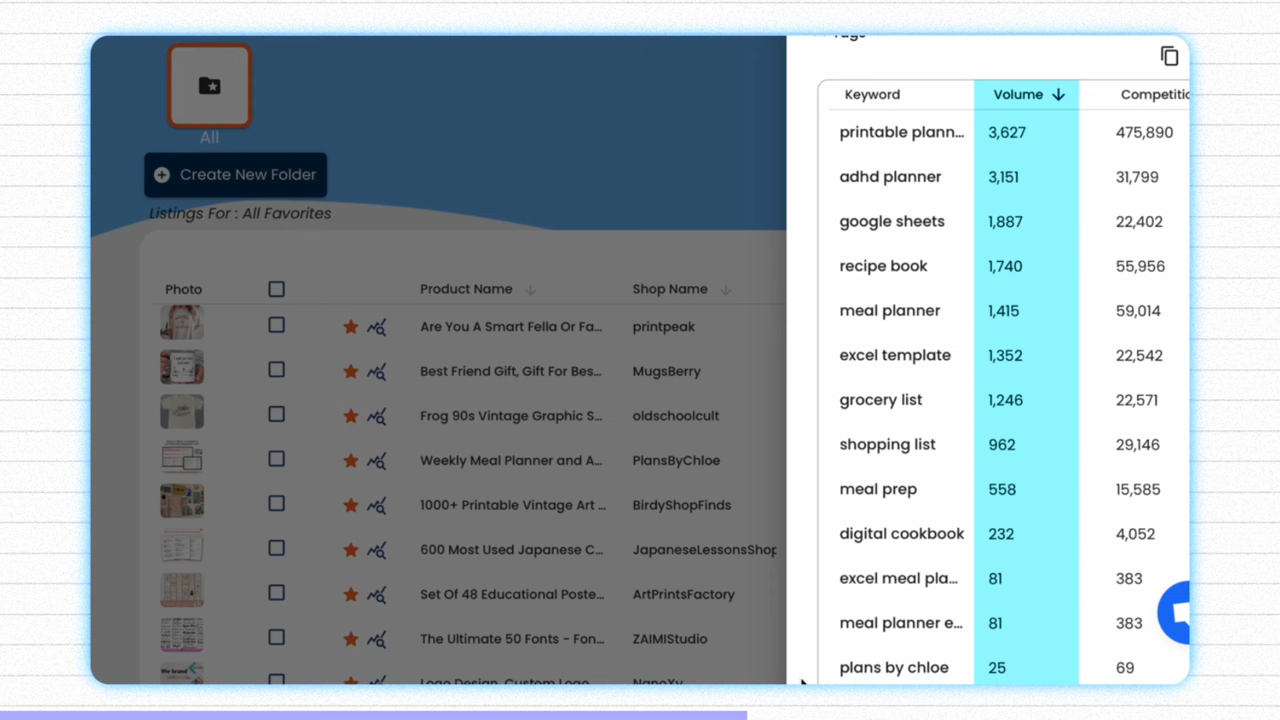 All
Create New Folder
Listings For : All Favorites
Photo Product Name Shop Name
Are You A Smart Fella Or Fa... printpeak
Best Friend Gift, Gift For Bes... MugsBerry
Frog 90s Vintage Graphic S... oldschoolcult
Weekly Meal Planner and A... PlansByChloe
1000+ Printable Vintage Art ... BirdyShopFinds
600 Most Used Japanese C... JapaneseLessonsShop
Set Of 48 Educational Poste... ArtPrintsFactory
The Ultimate 50 Fonts - Fon... ZAIMIStudio
Logo Design, Custom Logo
Tags
Keyword Volume Competitio
printable plann... 3,627 475,890
adhd planner 3,151 31,799
google sheets 1,887 22,402
recipe book 1,740 55,956
meal planner 1,415 59,014
excel template 1,352 22,542
grocery list 1,246 22,571
shopping list 962 29,146
meal prep 558 15,585
digital cookbook 232 4,052
excel meal pla... 81 383
meal planner e... 81 383
plans by chloe 25 69